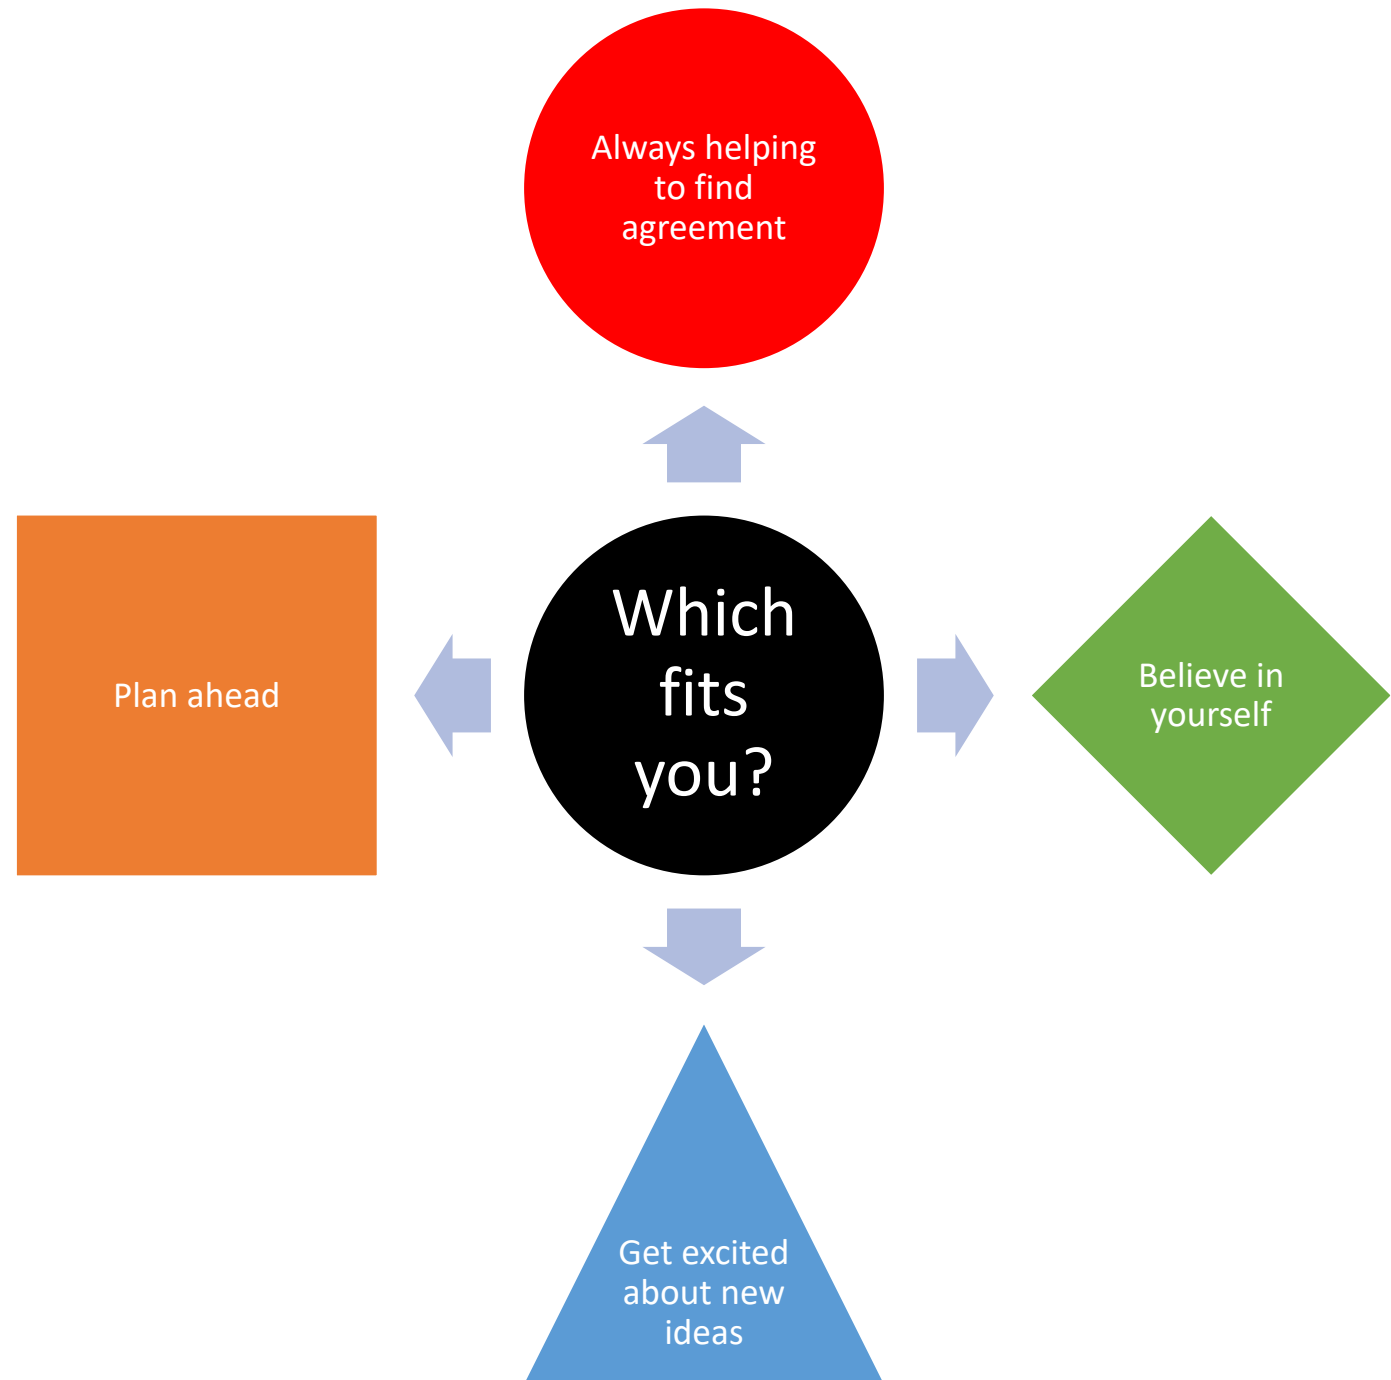 Always helping
to find
agreement
Plan ahead
Which
fits
you?
Believe in
yourself
Get excited
about new
ideas